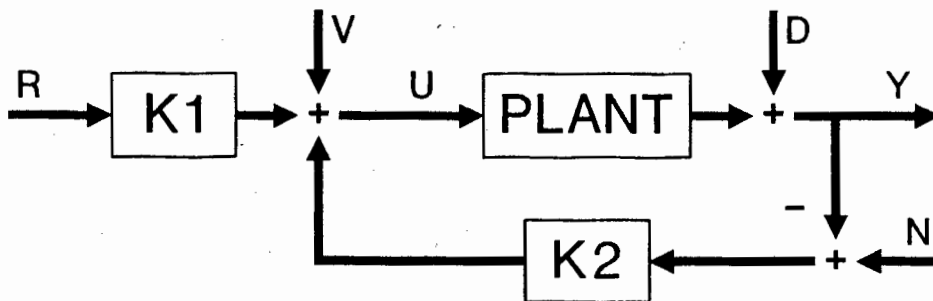 V
D
R
K1
+
U
PLANT
+
Y
−
K2
+
N